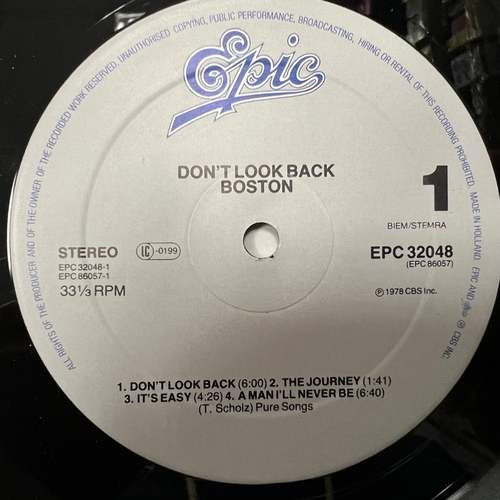 ALL RIGHTS OF THE PRODUCER AND OF THE OWNER OF THE RECORDED WORK RESERVED. UNAUTHORISED COPYING, PUBLIC PERFORMANCE, BROADCASTING, HIRING OR RENTAL OF THIS RECORDING PROHIBITED. MADE IN HOLLAND. EPIC AND ARE ® CBS INC.
Epic
DON'T LOOK BACK
BOSTON
1
BIEM/STEMRA
STEREO LC-0199 EPC 32048
EPC 32048-1 (EPC 86057)
EPC 86057-1
33⅓ RPM ℗ 1978 CBS Inc.
1. DON'T LOOK BACK (6:00) 2. THE JOURNEY (1:41)
3. IT'S EASY (4:26) 4. A MAN I'LL NEVER BE (6:40)
(T. Scholz) Pure Songs